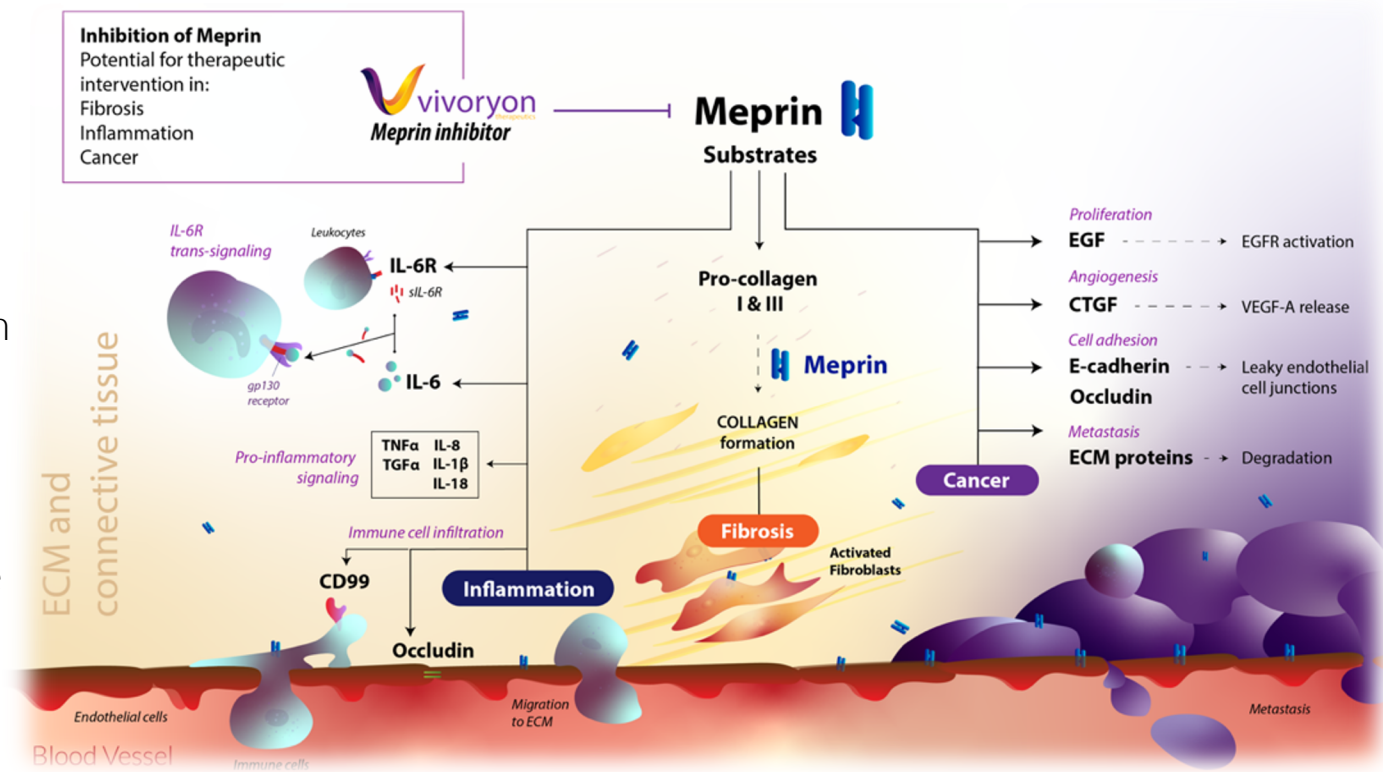 Inhibition of Meprin
Potential for therapeutic
intervention in:
Fibrosis
Inflammation
Cancer
vivoryon
therapeutics
Meprin inhibitor
Meprin
Substrates
IL-6R
trans-signaling
Leukocytes
IL-6R
sIL-6R
gp130
receptor
IL-6
Pro-inflammatory
signaling
TNFα IL-8
TGFα IL-1β
IL-18
Immune cell infiltration
CD99
Occludin
Inflammation
Pro-collagen
I & III
Meprin
COLLAGEN
formation
Fibrosis
Activated
Fibroblasts
Proliferation
EGF
EGFR activation
Angiogenesis
CTGF
VEGF-A release
Cell adhesion
E-cadherin
Leaky endothelial
cell junctions
Occludin
Metastasis
ECM proteins
Degradation
Cancer
ECM and
connective tissue
Endothelial cells
Blood Vessel
Immune cells
Migration
to ECM
Metastasis
n